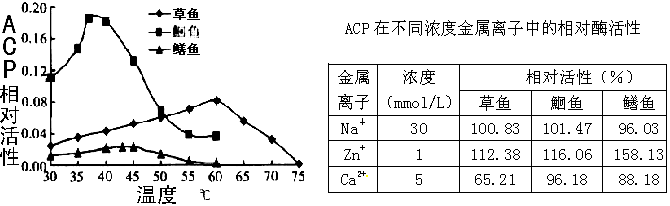 ACP相对活性
0.20
0.16
0.12
0.08
0.04
0.00
草鱼
鮰鱼
鳝鱼
30 35 40 45 50 55 60 65 70 75
温度 ℃
ACP在不同浓度金属离子中的相对酶活性
金属离子 浓度(mmol/L) 相对活性(%)
草鱼 鮰鱼 鳝鱼
Na⁺ 30 100.83 101.47 96.03
Zn⁺ 1 112.38 116.06 158.13
Ca²⁺ 5 65.21 96.18 88.18